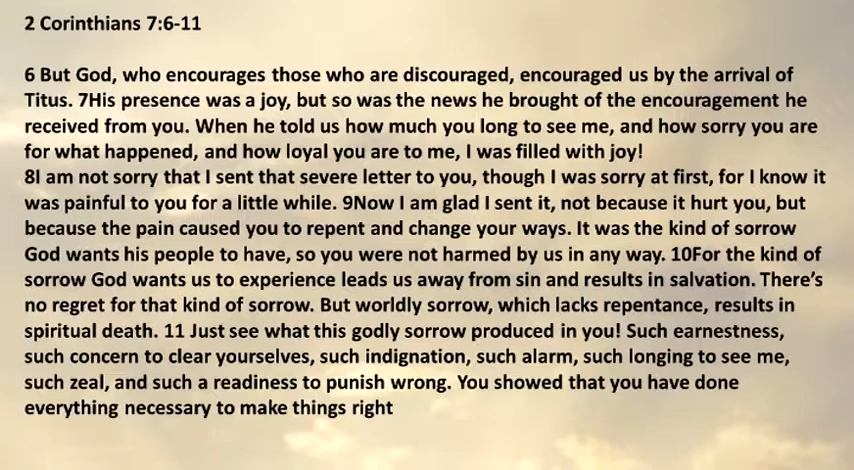 2 Corinthians 7:6-11
6 But God, who encourages those who are discouraged, encouraged us by the arrival of
Titus. 7His presence was a joy, but so was the news he brought of the encouragement he
received from you. When he told us how much you long to see me, and how sorry you are
for what happened, and how loyal you are to me, I was filled with joy!
8I am not sorry that I sent that severe letter to you, though I was sorry at first, for I know it
was painful to you for a little while. 9Now I am glad I sent it, not because it hurt you, but
because the pain caused you to repent and change your ways. It was the kind of sorrow
God wants his people to have, so you were not harmed by us in any way. 10For the kind of
sorrow God wants us to experience leads us away from sin and results in salvation. There’s
no regret for that kind of sorrow. But worldly sorrow, which lacks repentance, results in
spiritual death. 11 Just see what this godly sorrow produced in you! Such earnestness,
such concern to clear yourselves, such indignation, such alarm, such longing to see me,
such zeal, and such a readiness to punish wrong. You showed that you have done
everything necessary to make things right